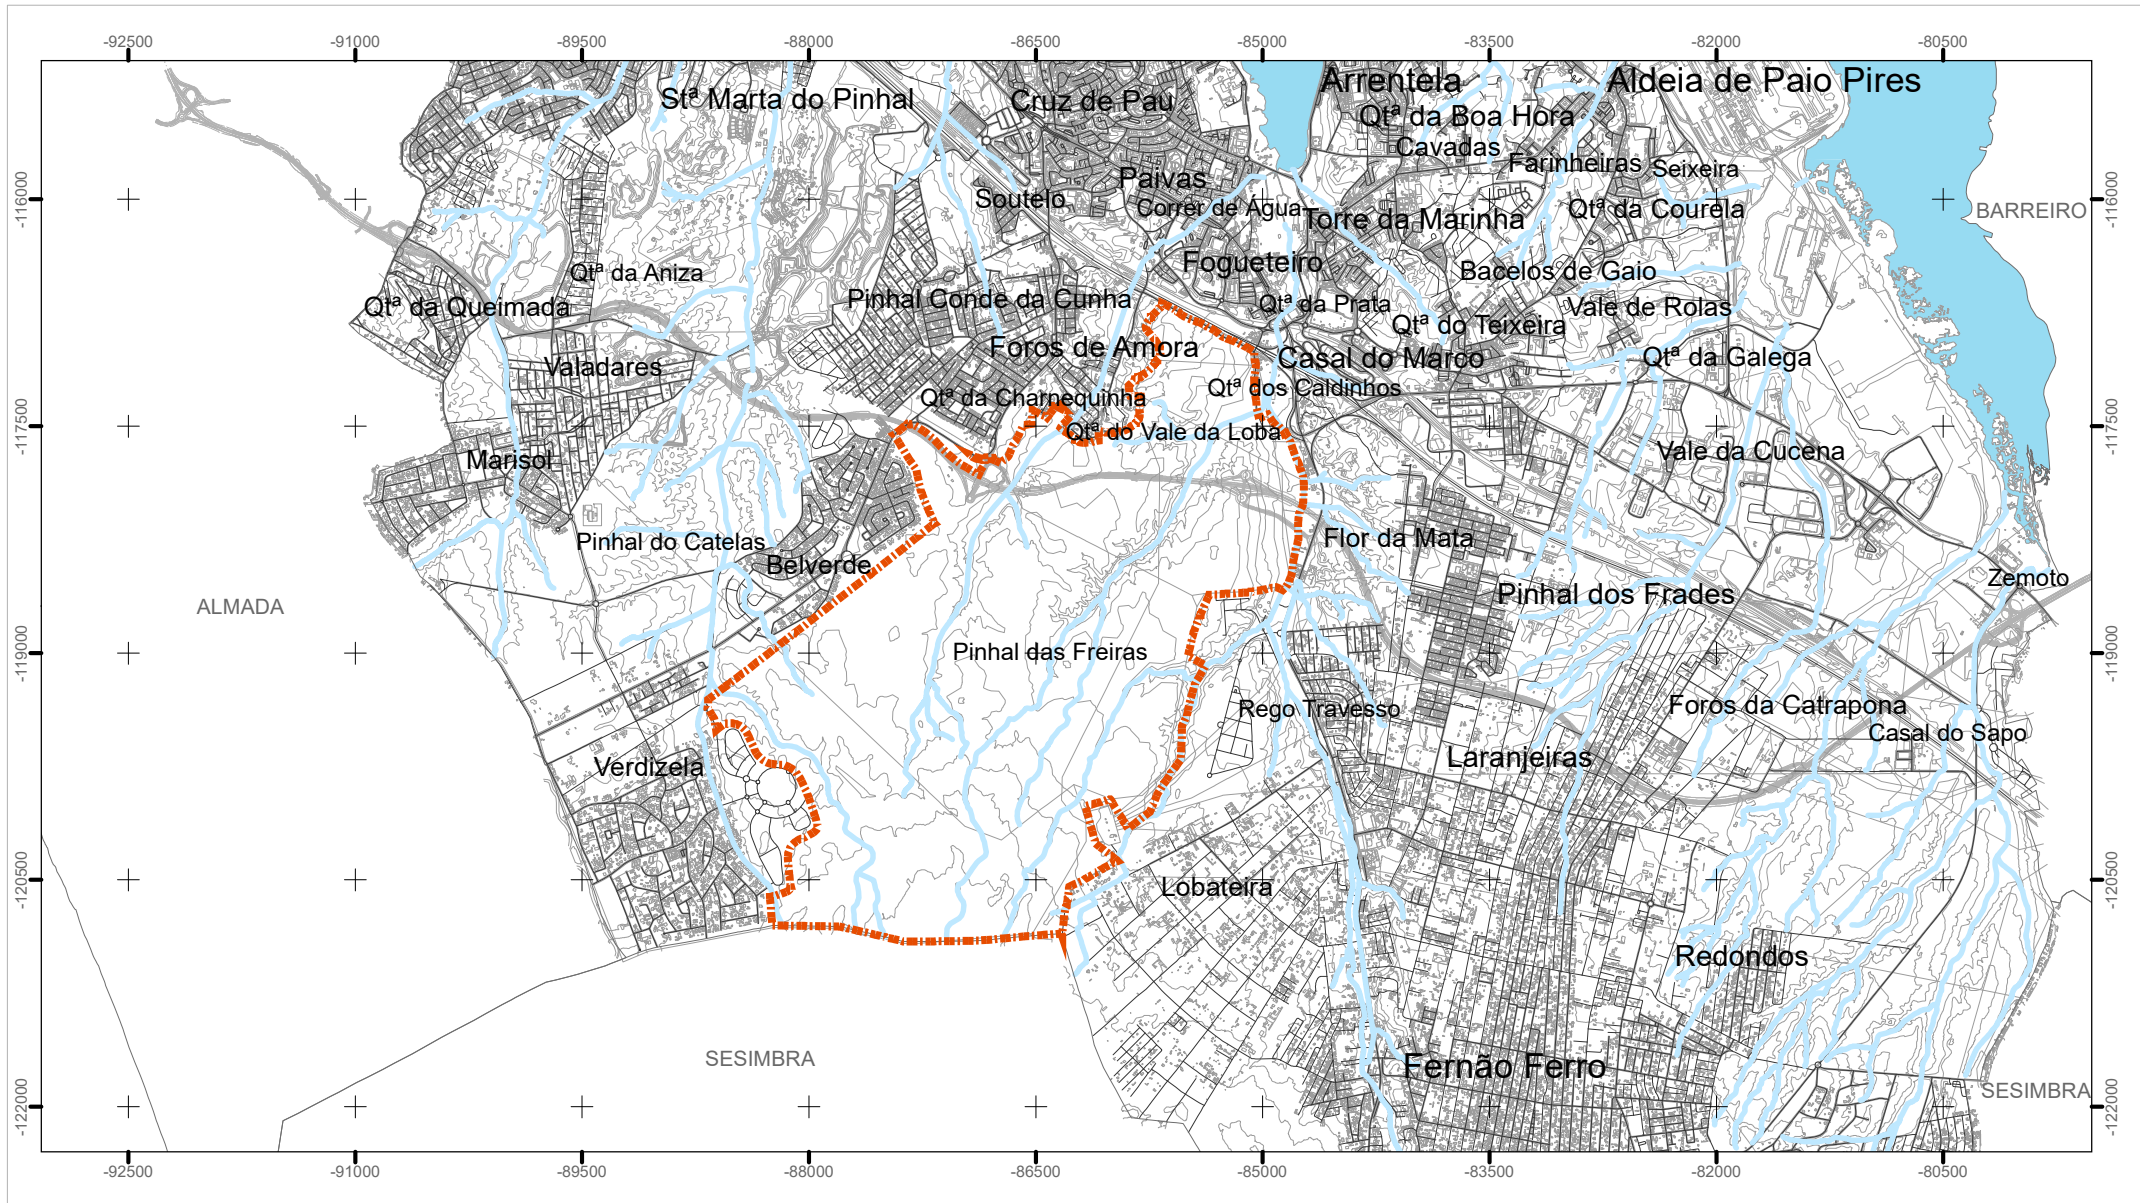 -92500 -91000 -89500 -88000 -86500 -85000 -83500 -82000 -80500
Arrentela
Aldeia de Paio Pires
Stª Marta do Pinhal
Cruz de Pau
Qtª da Boa Hora
Cavadas
Farinheiras
Seixeira
Paivas
Soutelo
-116000
-116000
Correr de Água
Torre da Marinha
Qtª da Courela
BARREIRO
Fogueteiro
Qtª da Aniza
Bacelos de Gaio
Qtª da Queimada
Pinhal Conde da Cunha
Qtª da Prata
Vale de Rolas
Qtª do Teixeira
Foros de Amora
Casal do Marco
Qtª da Galega
Valadares
Qtª da Charnequinha
Qtª dos Caldinhos
-117500
-117500
Qtª do Vale da Loba
Vale da Cucena
Marisol
Pinhal do Catelas
Flor da Mata
Belverde
Zemoto
ALMADA
Pinhal dos Frades
-119000
-119000
Pinhal das Freiras
Rego Travesso
Foros da Catrapona
Casal do Sapo
Verdizela
Laranjeiras
-120500
-120500
Lobateira
Redondos
SESIMBRA
Fernão Ferro
SESIMBRA
-122000
-122000
-92500 -91000 -89500 -88000 -86500 -85000 -83500 -82000 -80500